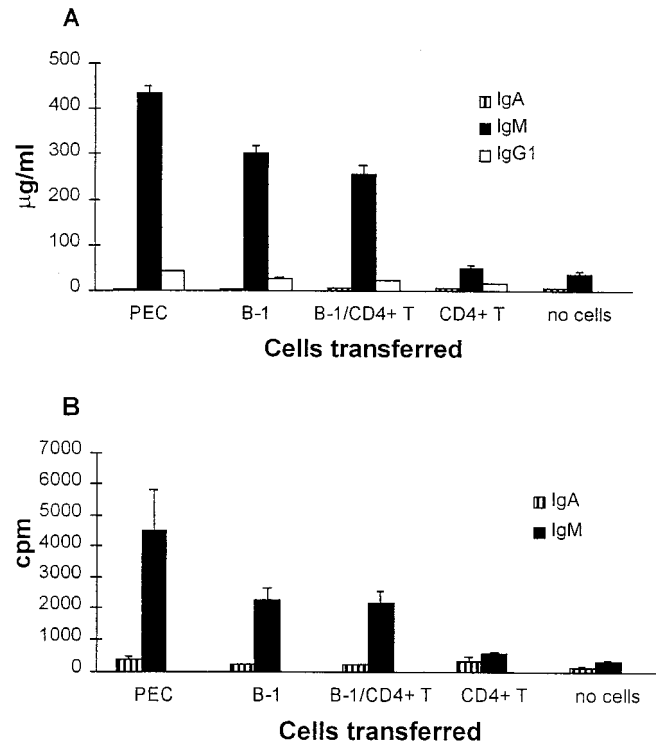 A
500
400
300
200
100
0
µg/ml
IgA
IgM
IgG1
PEC B-1 B-1/CD4+ T CD4+ T no cells
Cells transferred
B
7000
6000
5000
4000
3000
2000
1000
0
cpm
IgA
IgM
PEC B-1 B-1/CD4+ T CD4+ T no cells
Cells transferred